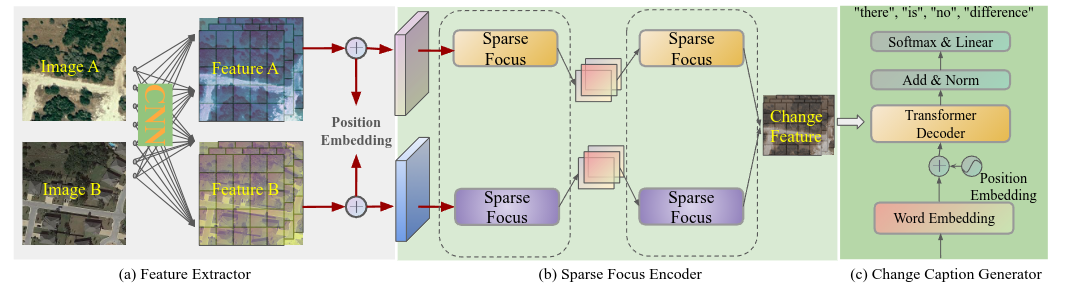 Image A
Image B
CNN
Feature A
Feature B
Position
Embedding
(a) Feature Extractor
Sparse
Focus
Sparse
Focus
Sparse
Focus
Sparse
Focus
Change
Feature
(b) Sparse Focus Encoder
"there", "is", "no", "difference"
Softmax & Linear
Add & Norm
Transformer
Decoder
Position
Embedding
Word Embedding
(c) Change Caption Generator